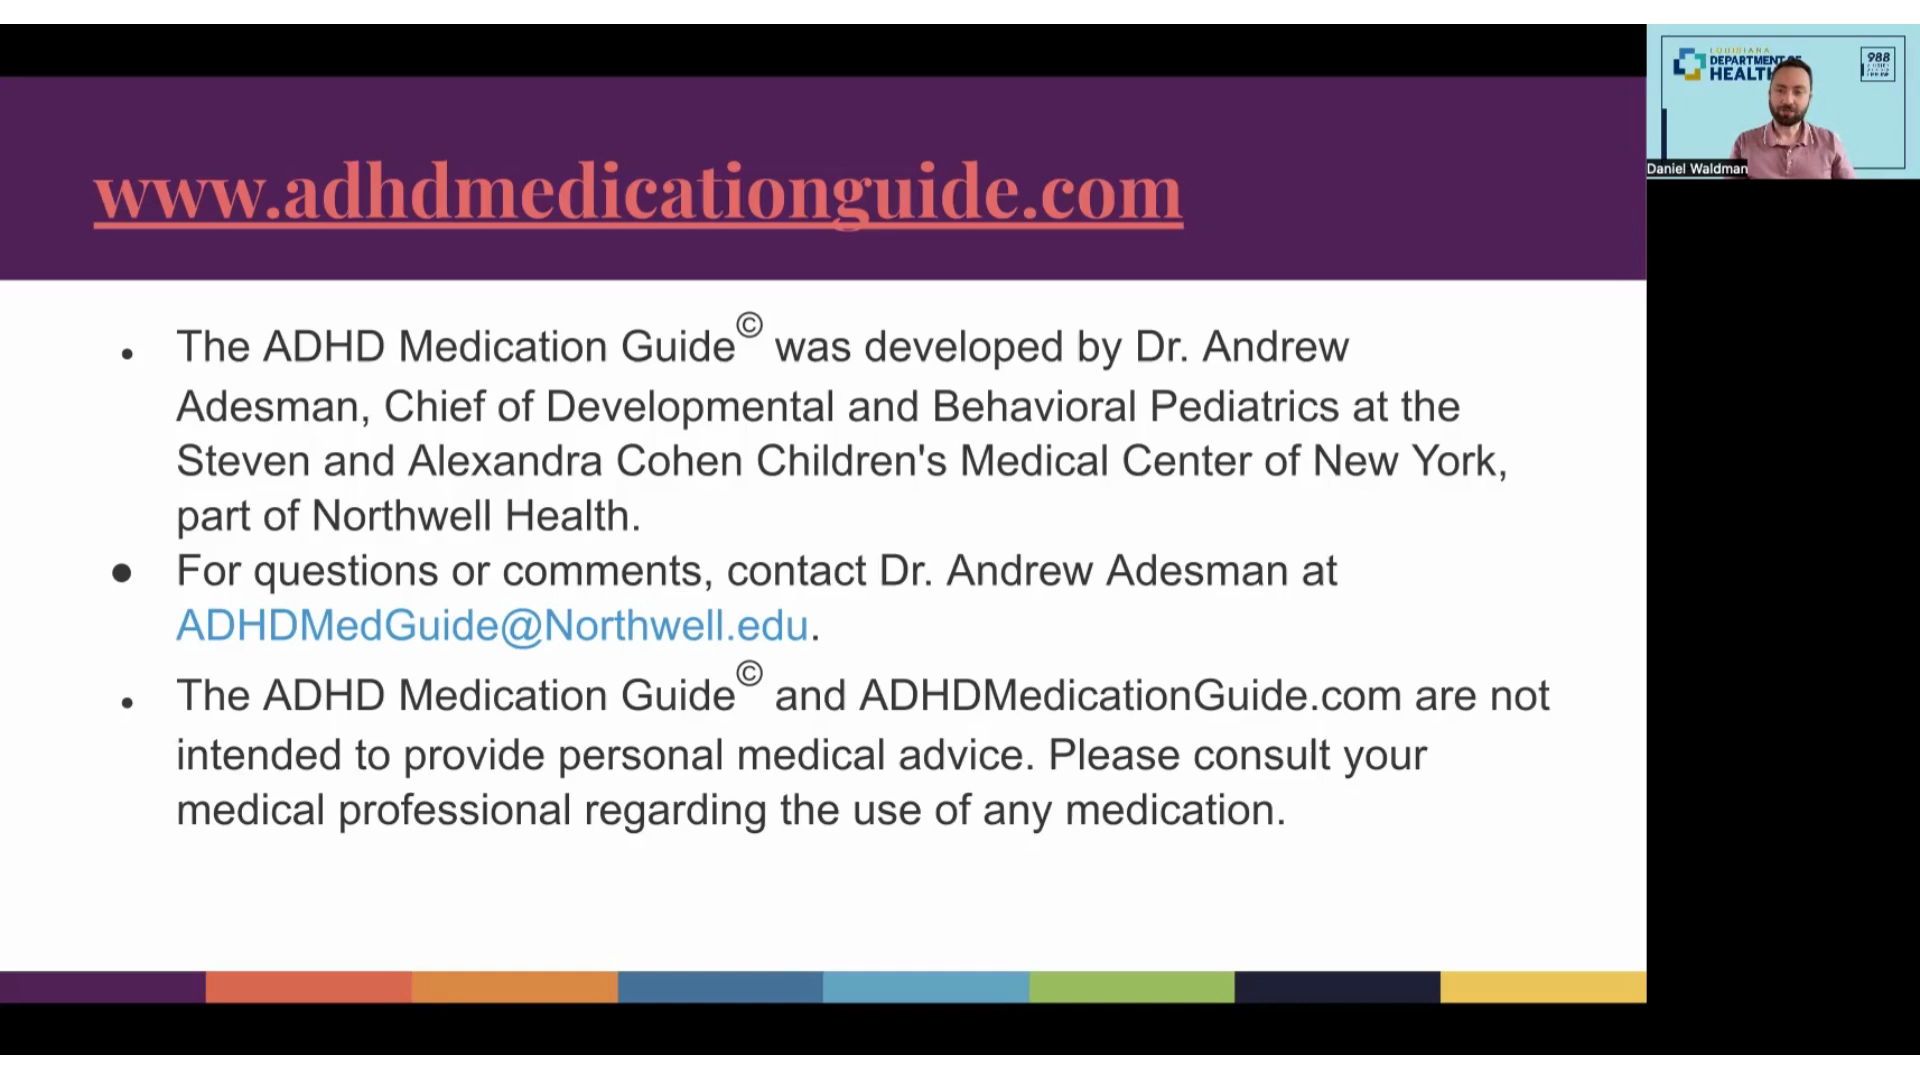 www.adhdmedicationguide.com
• The ADHD Medication Guide© was developed by Dr. Andrew
Adesman, Chief of Developmental and Behavioral Pediatrics at the
Steven and Alexandra Cohen Children's Medical Center of New York,
part of Northwell Health.
• For questions or comments, contact Dr. Andrew Adesman at
ADHDMedGuide@Northwell.edu.
• The ADHD Medication Guide© and ADHDMedicationGuide.com are not
intended to provide personal medical advice. Please consult your
medical professional regarding the use of any medication.
LOUISIANA
DEPARTMENT OF
HEALTH
988
Daniel Waldman